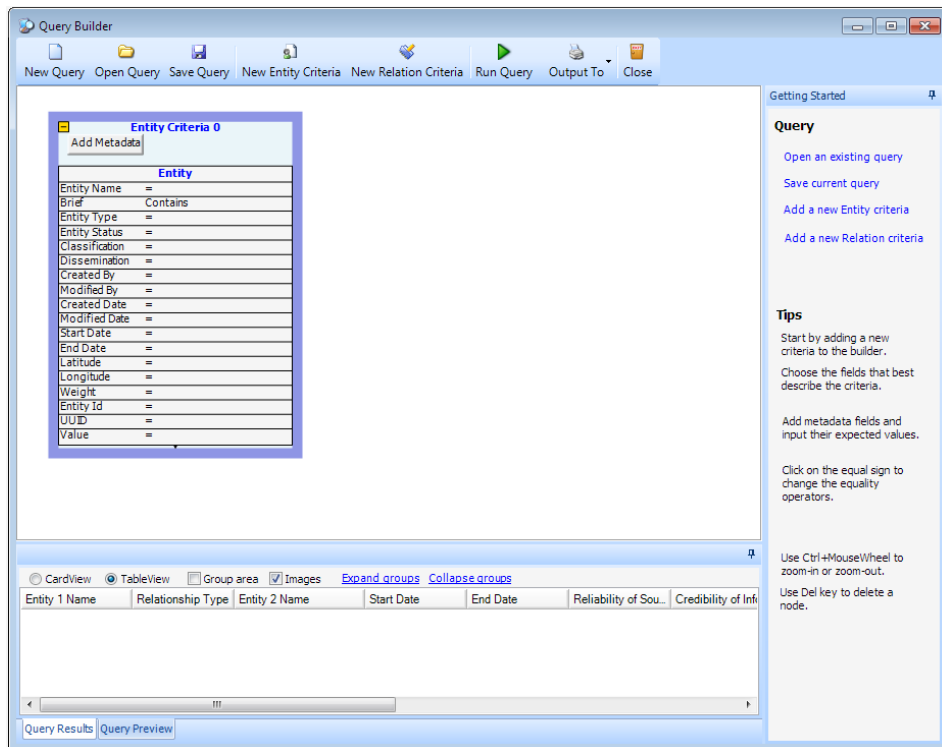 Query Builder
New Query Open Query Save Query New Entity Criteria New Relation Criteria Run Query Output To Close
Entity Criteria 0
Add Metadata
Entity
Entity Name =
Brief Contains
Entity Type =
Entity Status =
Classification =
Dissemination =
Created By =
Modified By =
Created Date =
Modified Date =
Start Date =
End Date =
Latitude =
Longitude =
Weight =
Entity Id =
UUID =
Value =
Getting Started
Query
Open an existing query
Save current query
Add a new Entity criteria
Add a new Relation criteria
Tips
Start by adding a new
criteria to the builder.
Choose the fields that best
describe the criteria.
Add metadata fields and
input their expected values.
Click on the equal sign to
change the equality
operators.
Use Ctrl+MouseWheel to
zoom-in or zoom-out.
Use Del key to delete a
node.
CardView TableView Group area Images Expand groups Collapse groups
Entity 1 Name Relationship Type Entity 2 Name Start Date End Date Reliability of Sou... Credibility of Inf
Query Results Query Preview